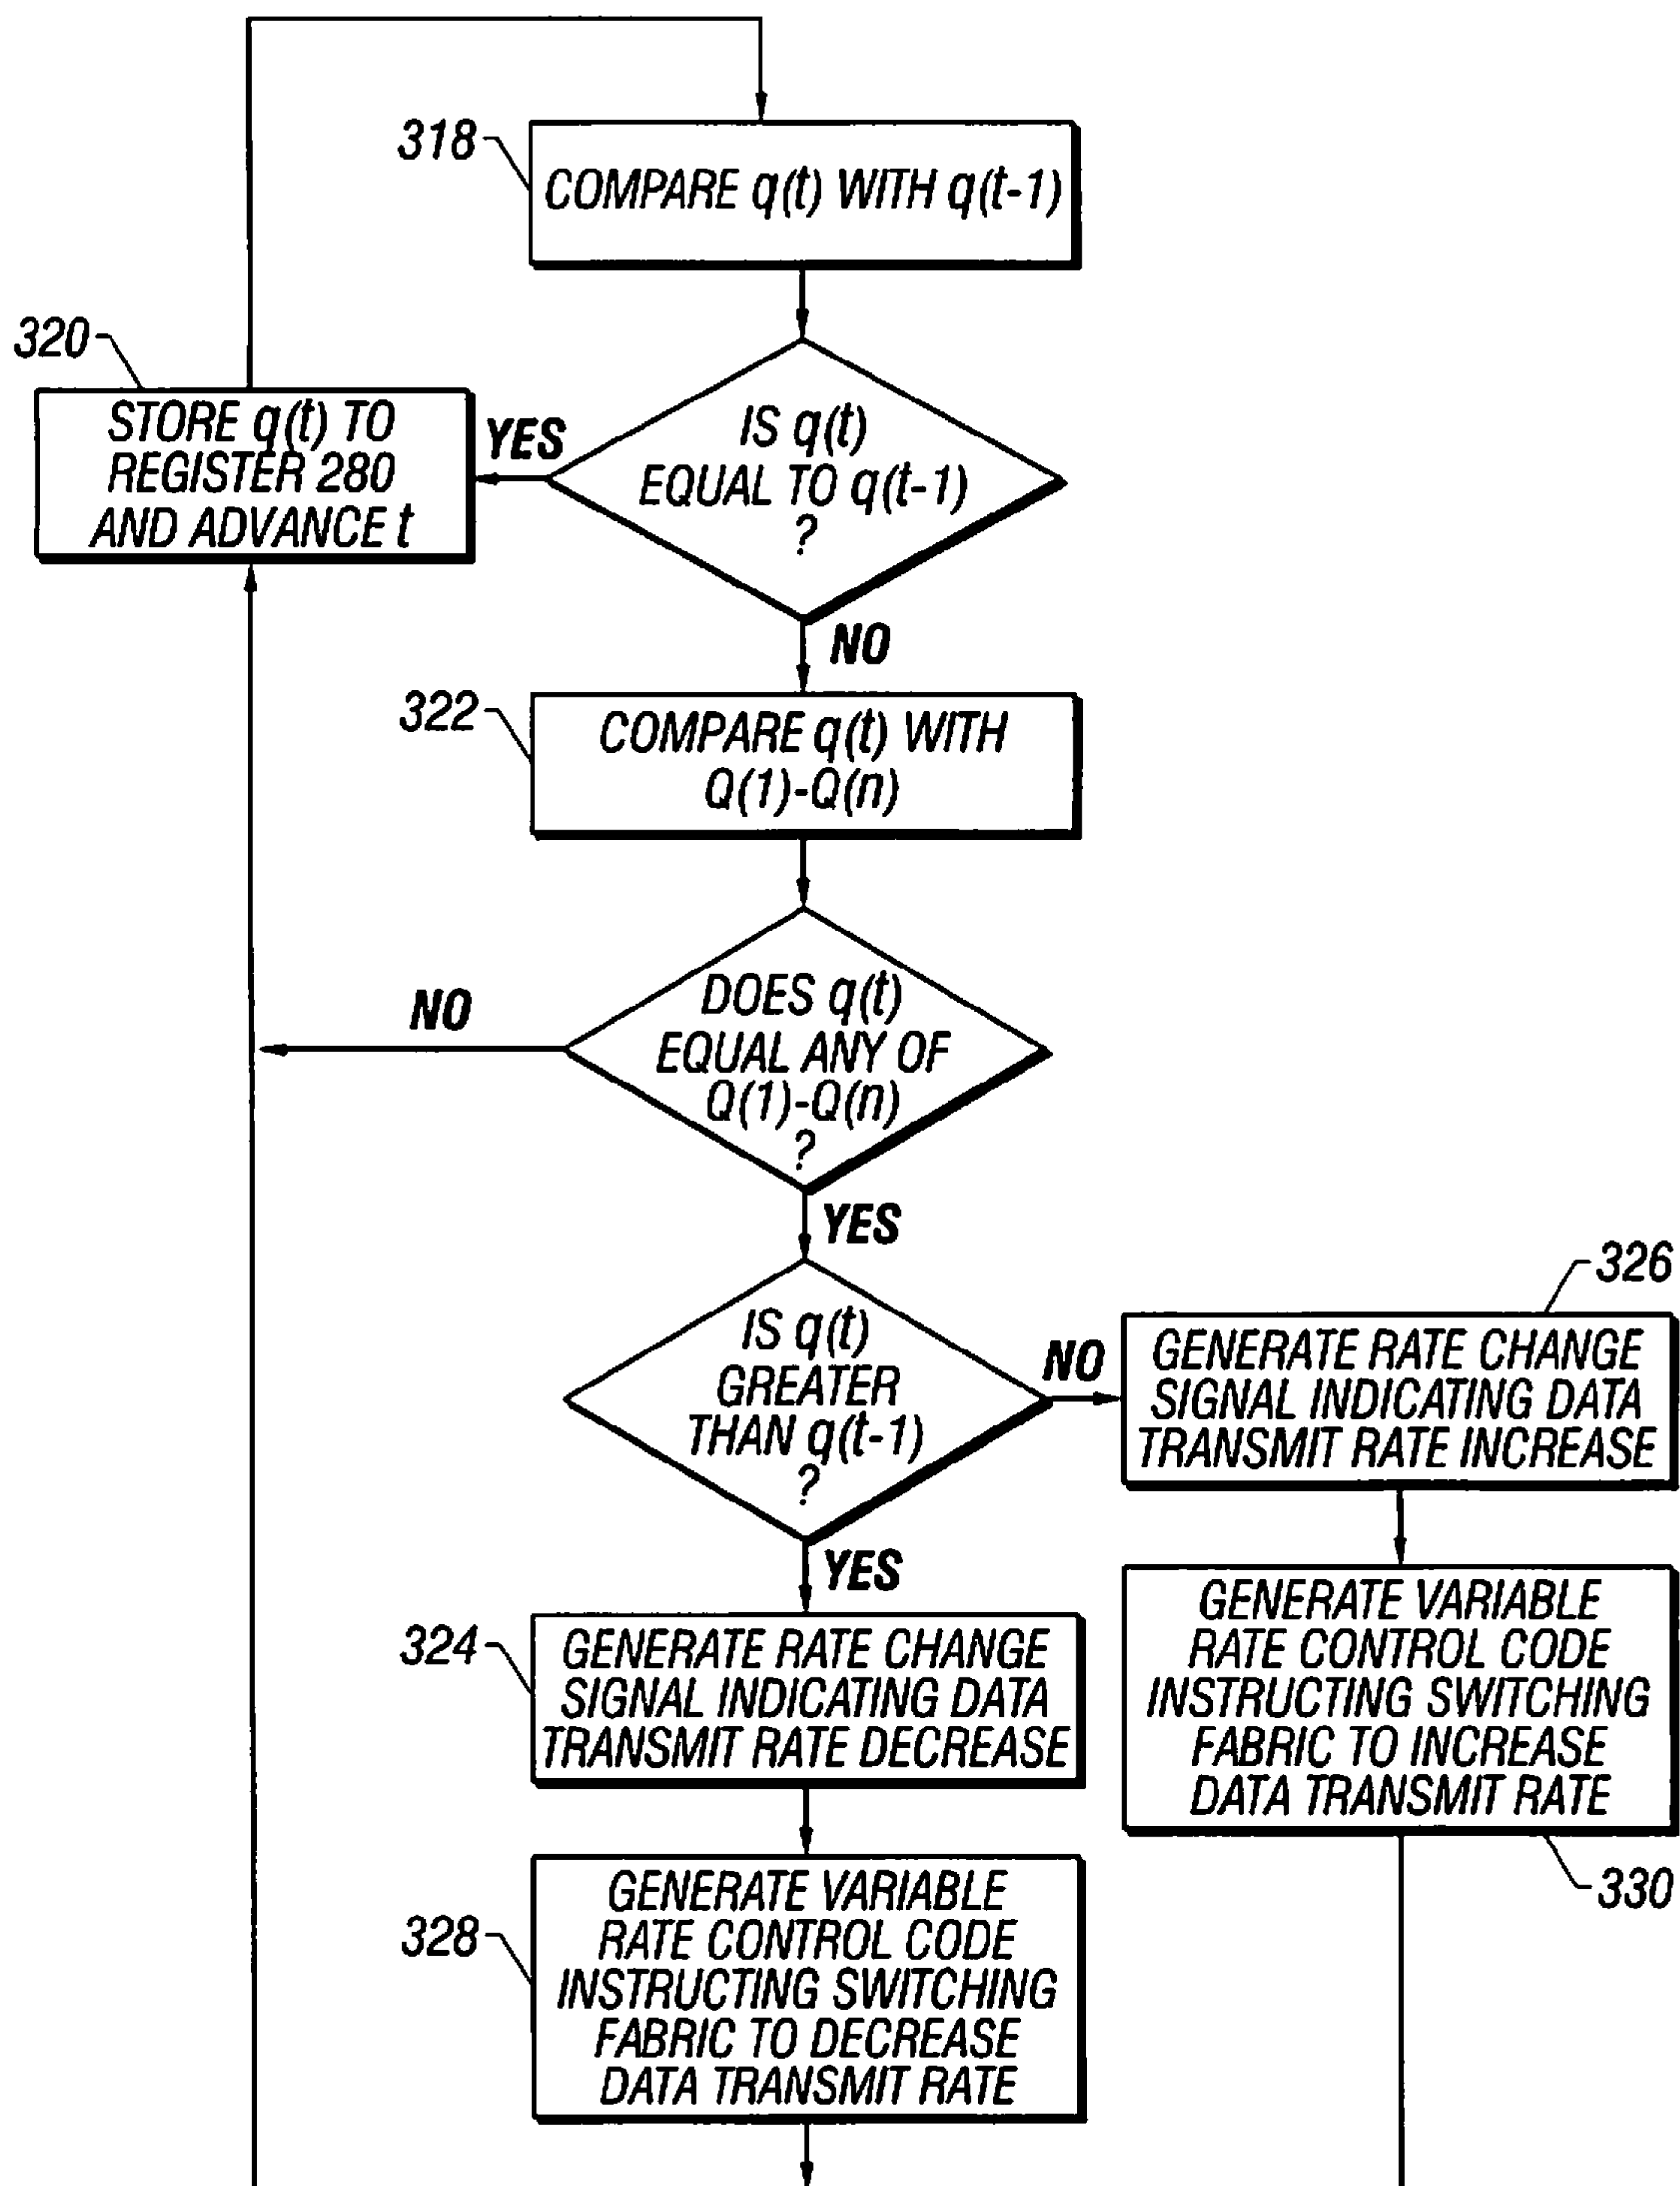 318
COMPARE q(t) WITH q(t-1)
320
STORE q(t) TO
REGISTER 280
AND ADVANCE t
YES
IS q(t)
EQUAL TO q(t-1)
?
NO
322
COMPARE q(t) WITH
Q(1)-Q(n)
NO
DOES q(t)
EQUAL ANY OF
Q(1)-Q(n)
?
YES
IS q(t)
GREATER
THAN q(t-1)
?
NO
326
GENERATE RATE CHANGE
SIGNAL INDICATING DATA
TRANSMIT RATE INCREASE
YES
324
GENERATE RATE CHANGE
SIGNAL INDICATING DATA
TRANSMIT RATE DECREASE
GENERATE VARIABLE
RATE CONTROL CODE
INSTRUCTING SWITCHING
FABRIC TO INCREASE
DATA TRANSMIT RATE
330
328
GENERATE VARIABLE
RATE CONTROL CODE
INSTRUCTING SWITCHING
FABRIC TO DECREASE
DATA TRANSMIT RATE